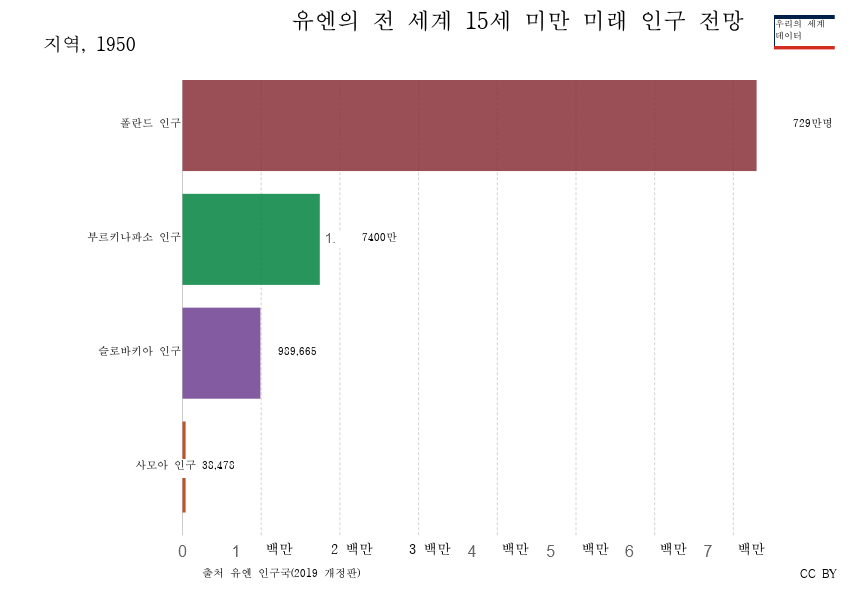 유엔의 전 세계 15세 미만 미래 인구 전망
우리의 세계
데이터
지역, 1950
폴란드 인구 729만명
부르키나파소 인구 1. 7400만
슬로바키아 인구 989,665
사모아 인구 38,478
0 1 백만 2 백만 3 백만 4 백만 5 백만 6 백만 7 백만
출처 유엔 인구국(2019 개정판) CC BY